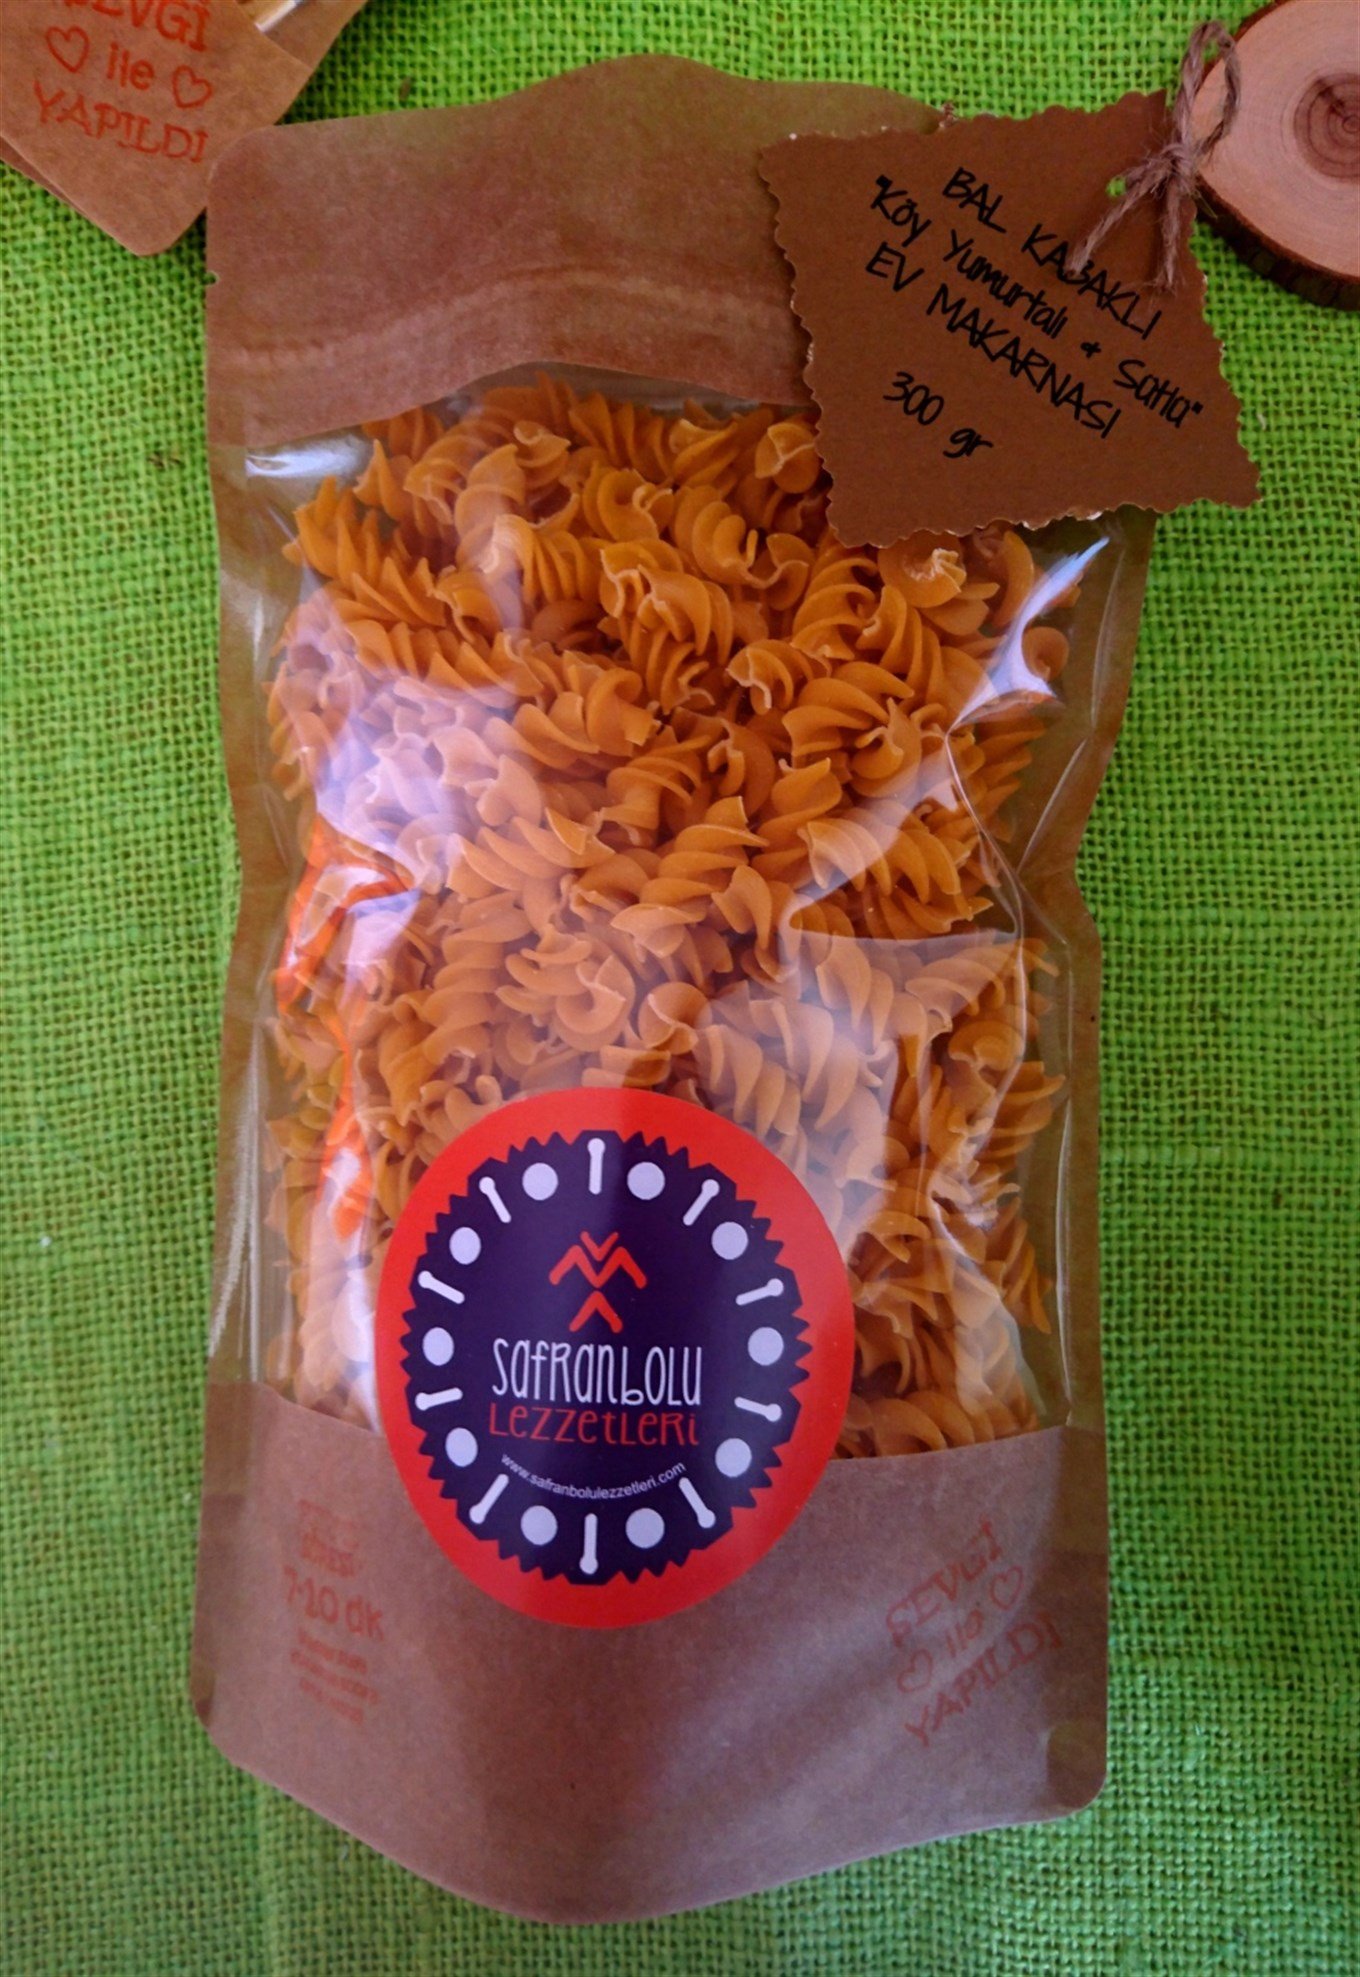 SEVGİ
ile
YAPILDI
BAL KABAKLI
"Köy Yumurtalı + Satıa"
EV MAKARNASI
300 gr
SafRanbOLU
LezzetLeRi
www.safranbolulezzetleri.com
7-10 dk
SEVGİ
ile
YAPILDI